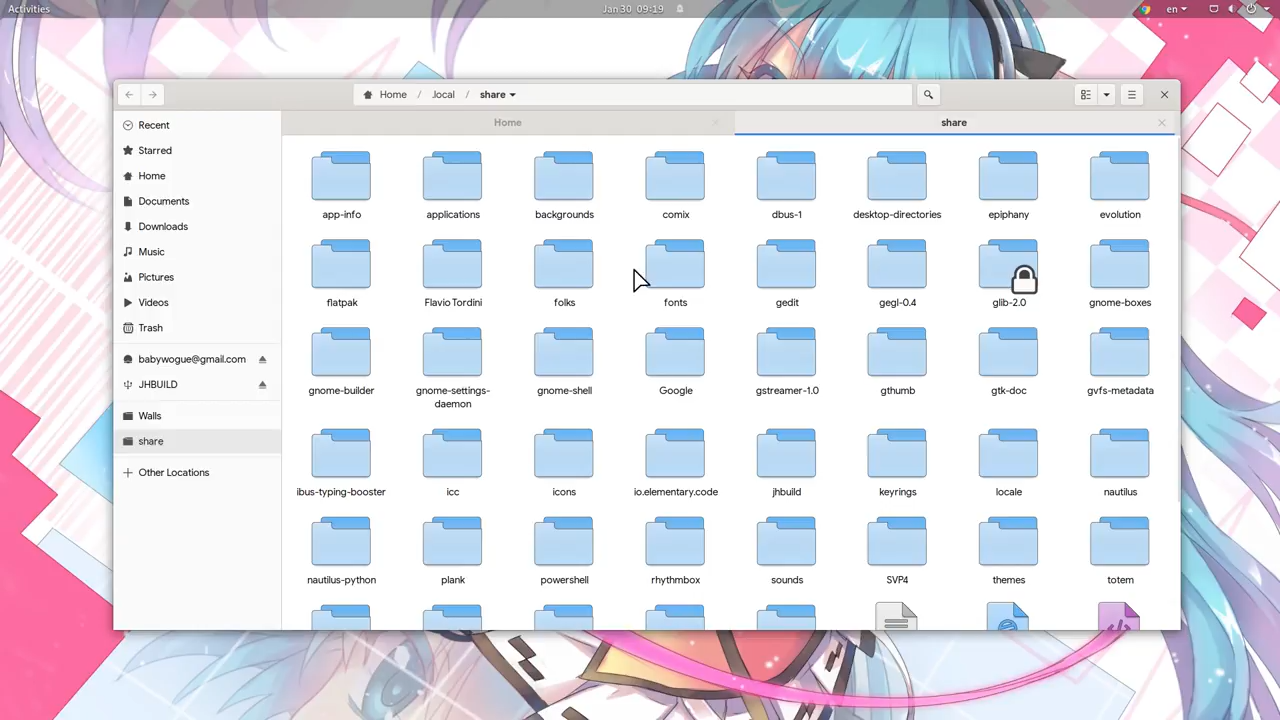 Activities
Jan 30 09:19
en
Home / .local / share
Home
share
Recent
Starred
Home
Documents
Downloads
Music
Pictures
Videos
Trash
babywogue@gmail.com
JHBUILD
Walls
share
Other Locations
app-info applications backgrounds comix dbus-1 desktop-directories epiphany evolution
flatpak Flavio Tordini folks fonts gedit gegl-0.4 glib-2.0 gnome-boxes
gnome-builder gnome-settings- gnome-shell Google gstreamer-1.0 gthumb gtk-doc gvfs-metadata
daemon
ibus-typing-booster icc icons io.elementary.code jhbuild keyrings locale nautilus
nautilus-python plank powershell rhythmbox sounds SVP4 themes totem